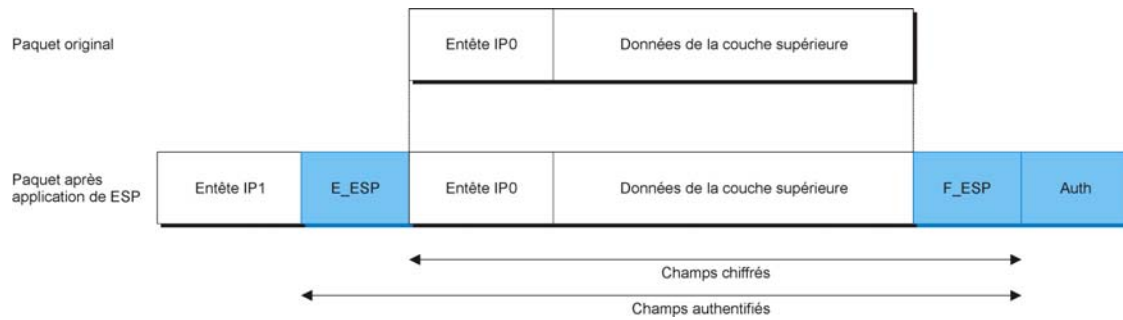 Paquet original
Entête IP0
Données de la couche supérieure
Paquet après
application de ESP
Entête IP1
E_ESP
Entête IP0
Données de la couche supérieure
F_ESP
Auth
Champs chiffrés
Champs authentifiés